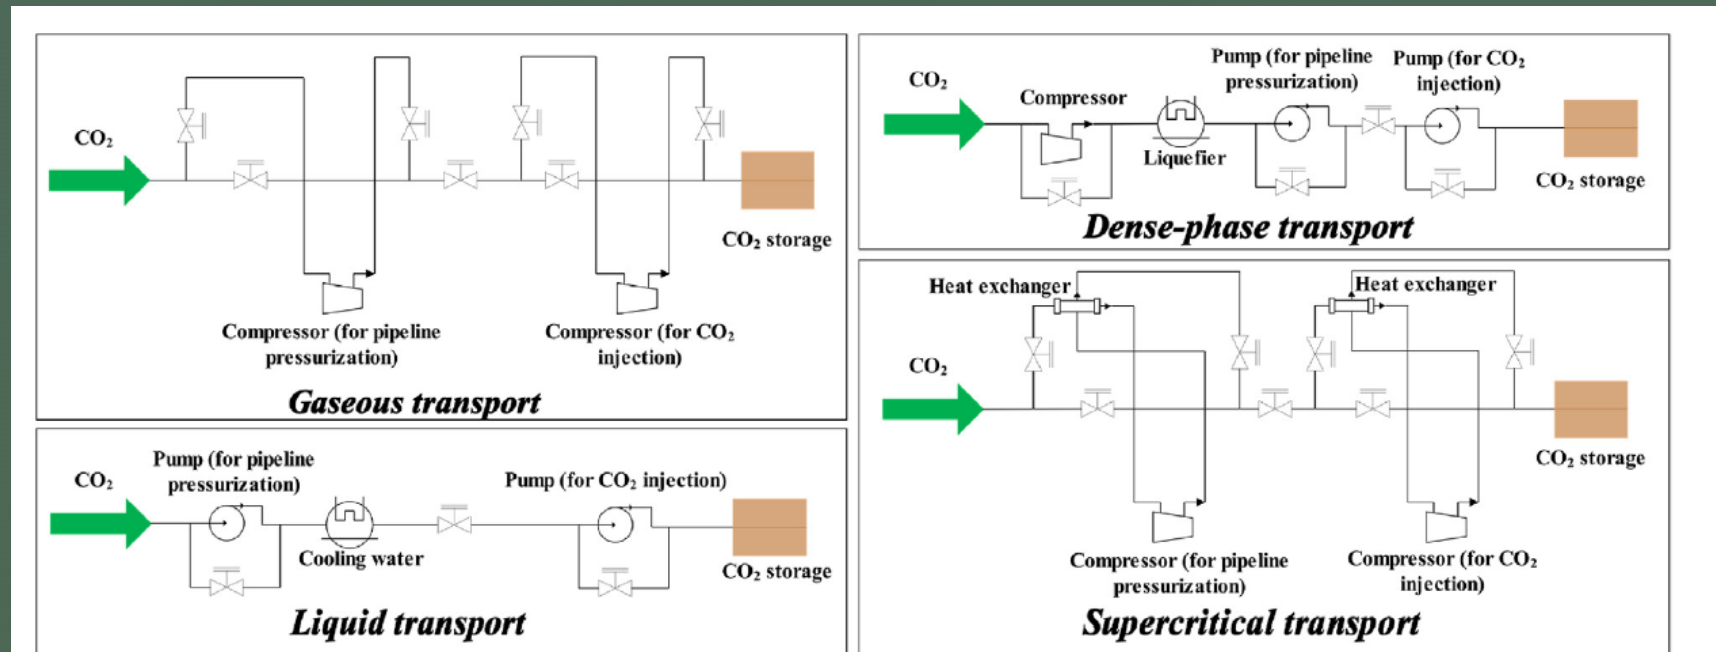 CO₂
CO₂ storage
Compressor (for pipeline
pressurization)
Compressor (for CO₂
injection)
Gaseous transport
CO₂
Compressor
Liquefier
Pump (for pipeline
pressurization)
Pump (for CO₂
injection)
CO₂ storage
Dense-phase transport
CO₂
Pump (for pipeline
pressurization)
Cooling water
Pump (for CO₂ injection)
CO₂ storage
Liquid transport
Heat exchanger
Heat exchanger
CO₂
CO₂ storage
Compressor (for pipeline
pressurization)
Compressor (for CO₂
injection)
Supercritical transport